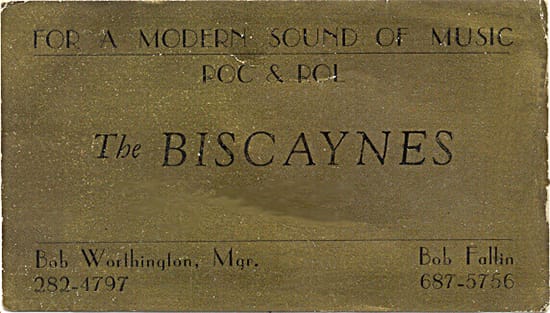 FOR A MODERN SOUND OF MUSIC
ROC & ROL
The BISCAYNES
Bob Worthington, Mgr.
282-4797
Bob Fallin
687-5756